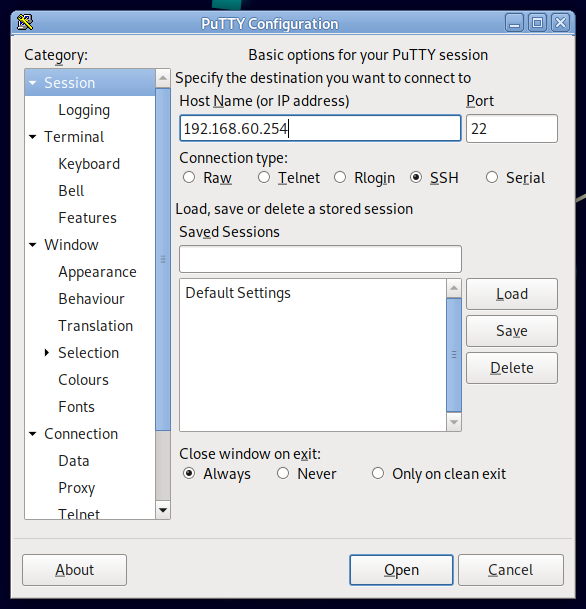 PuTTY Configuration
Category:
Session
Logging
Terminal
Keyboard
Bell
Features
Window
Appearance
Behaviour
Translation
Selection
Colours
Fonts
Connection
Data
Proxy
Telnet
Basic options for your PuTTY session
Specify the destination you want to connect to
Host Name (or IP address) Port
192.168.60.254 22
Connection type:
Raw Telnet Rlogin SSH Serial
Load, save or delete a stored session
Saved Sessions
Default Settings
Load
Save
Delete
Close window on exit:
Always Never Only on clean exit
About Open Cancel